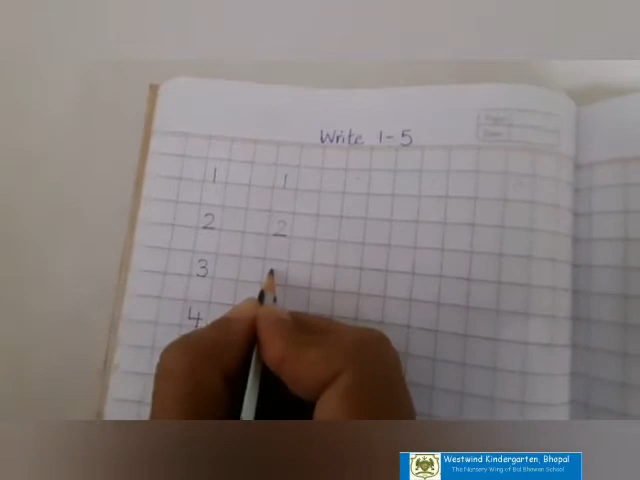 Write 1-5
1 1
2 2
3
4
Westwind Kindergarten, Bhopal
The Nursery Wing of Bal Bhawan School